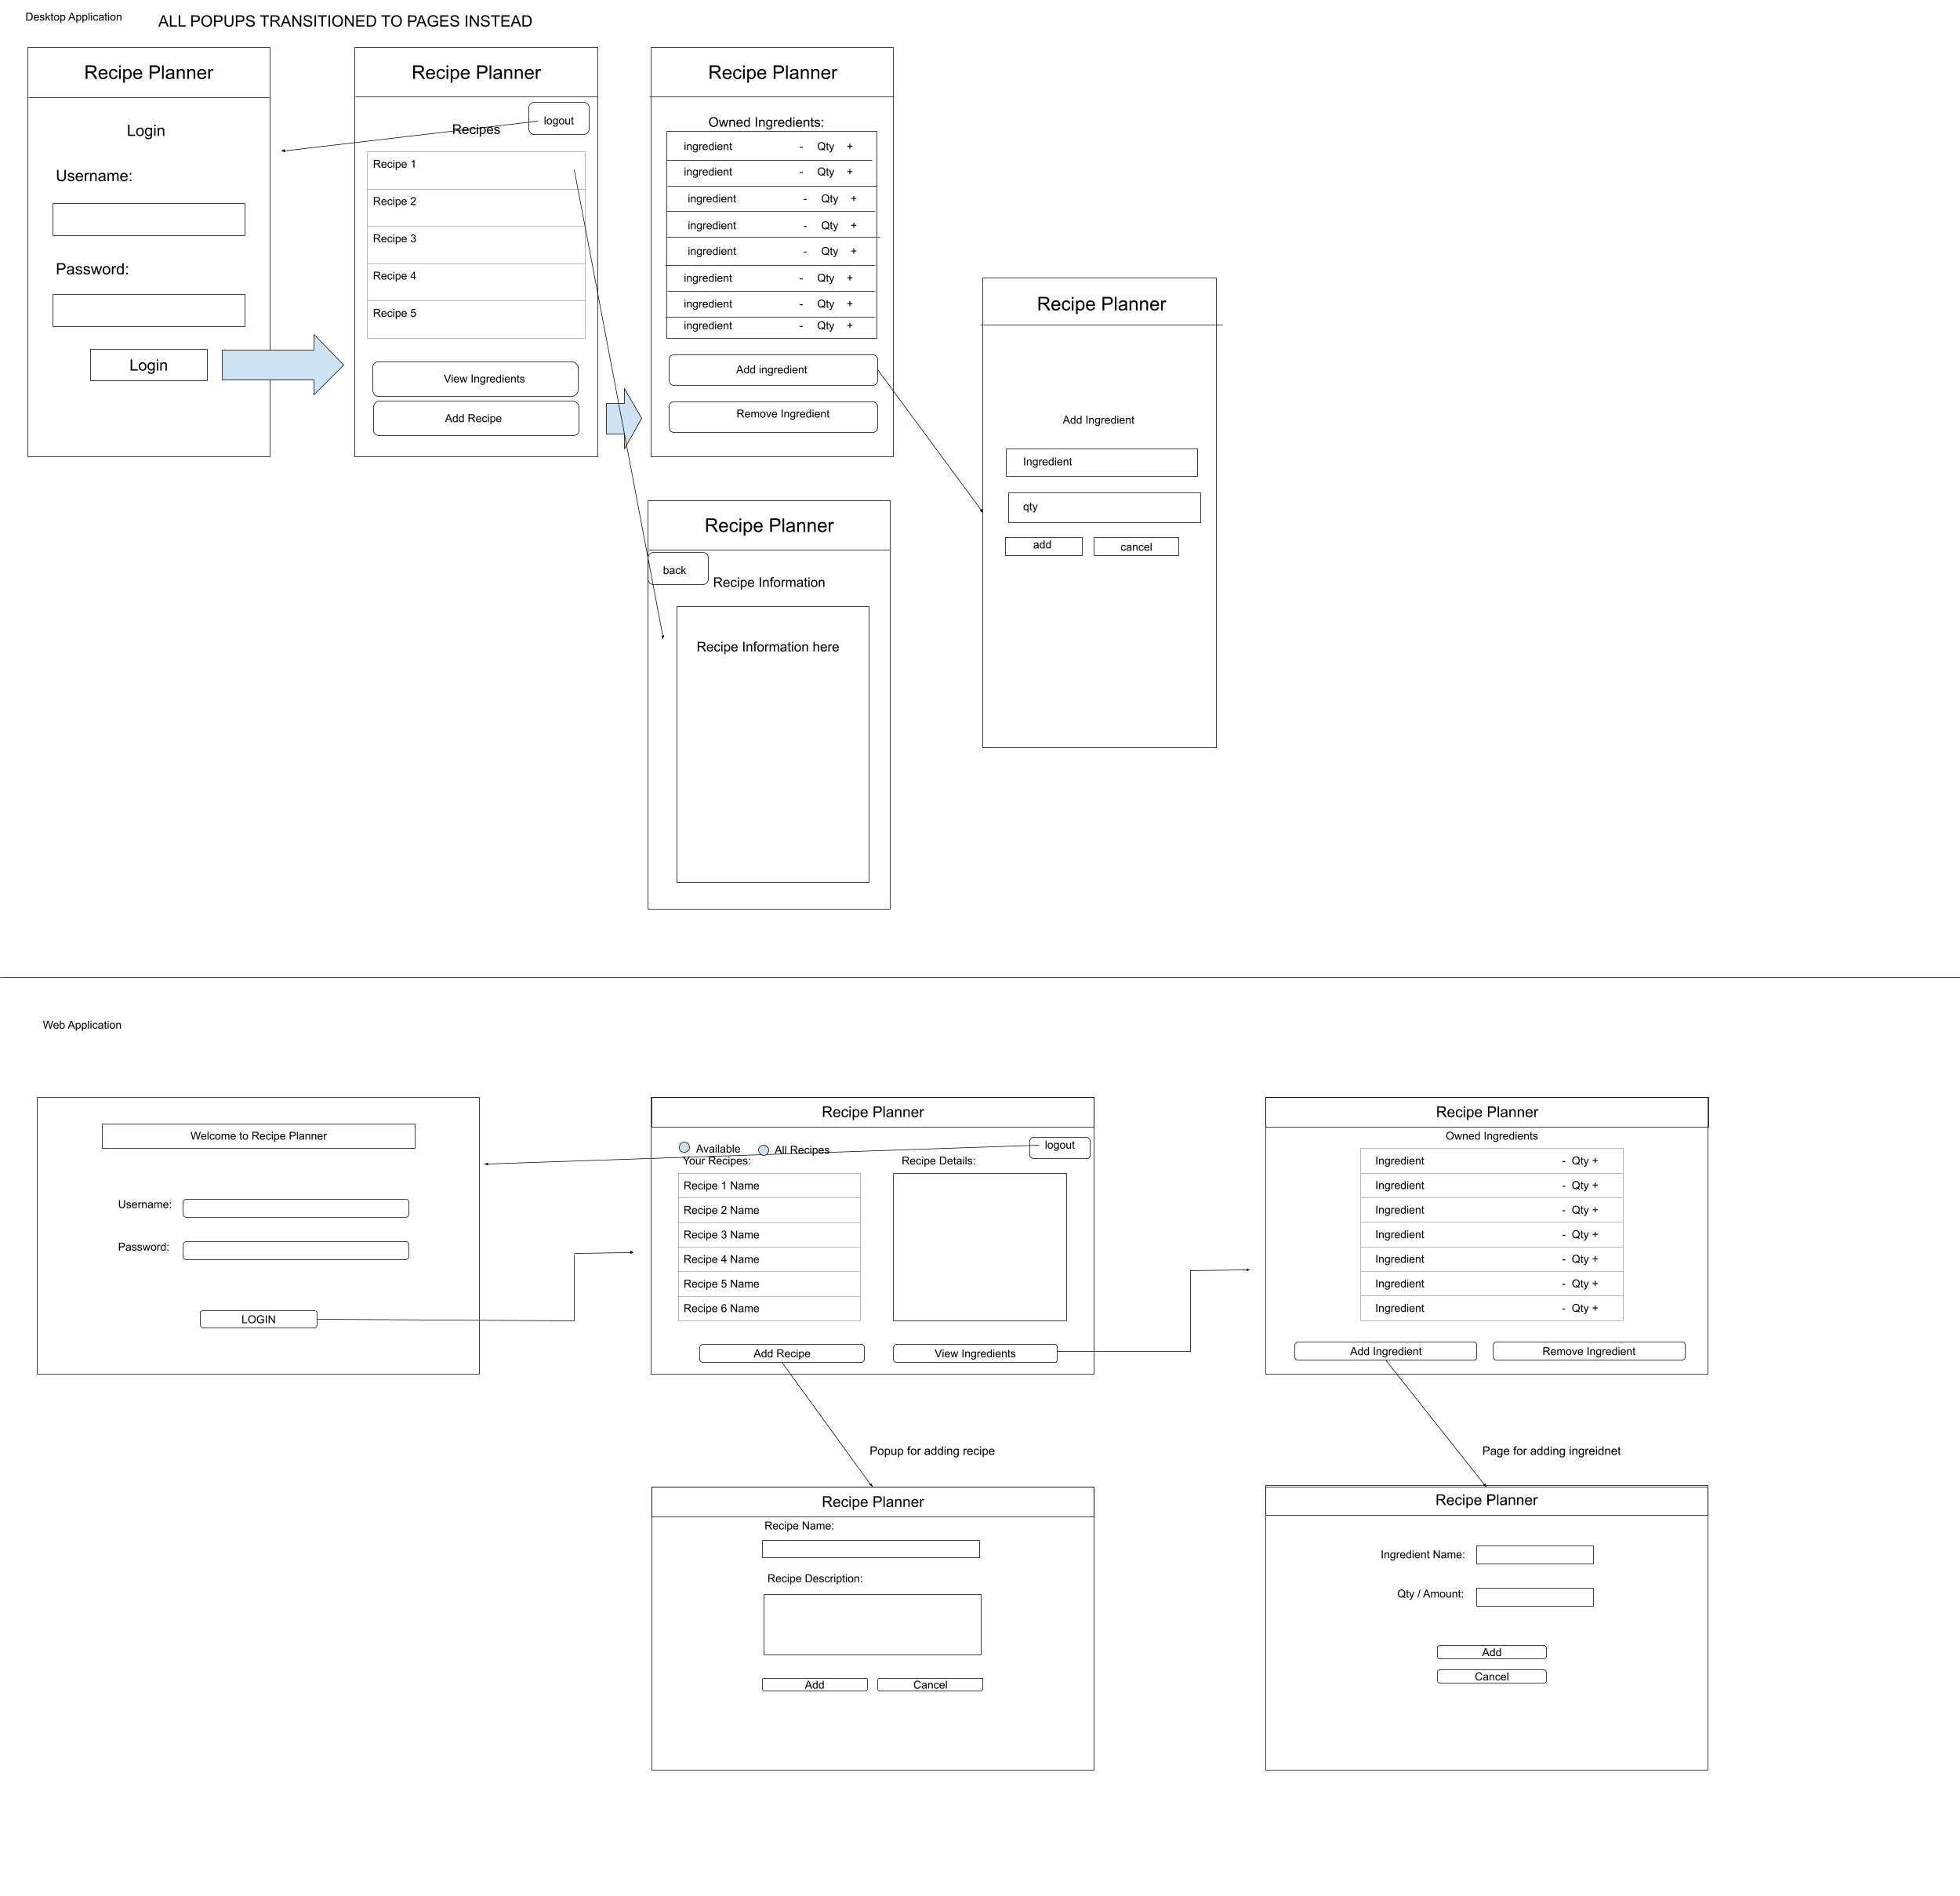 Desktop Application
ALL POPUPS TRANSITIONED TO PAGES INSTEAD
Recipe Planner
Login
Username:
Password:
Login
Recipe Planner
logout
Recipes
Recipe 1
Recipe 2
Recipe 3
Recipe 4
Recipe 5
View Ingredients
Add Recipe
Recipe Planner
Owned Ingredients:
ingredient - Qty +
ingredient - Qty +
ingredient - Qty +
ingredient - Qty +
ingredient - Qty +
ingredient - Qty +
ingredient - Qty +
ingredient - Qty +
Add ingredient
Remove Ingredient
Recipe Planner
Add Ingredient
Ingredient
qty
add cancel
Recipe Planner
back
Recipe Information
Recipe Information here
Web Application
Welcome to Recipe Planner
Username:
Password:
LOGIN
Recipe Planner
Available All Recipes
logout
Your Recipes:
Recipe Details:
Recipe 1 Name
Recipe 2 Name
Recipe 3 Name
Recipe 4 Name
Recipe 5 Name
Recipe 6 Name
Add Recipe
View Ingredients
Recipe Planner
Owned Ingredients
Ingredient - Qty +
Ingredient - Qty +
Ingredient - Qty +
Ingredient - Qty +
Ingredient - Qty +
Ingredient - Qty +
Ingredient - Qty +
Add Ingredient
Remove Ingredient
Popup for adding recipe
Recipe Planner
Recipe Name:
Recipe Description:
Add Cancel
Page for adding ingreidnet
Recipe Planner
Ingredient Name:
Qty / Amount:
Add
Cancel